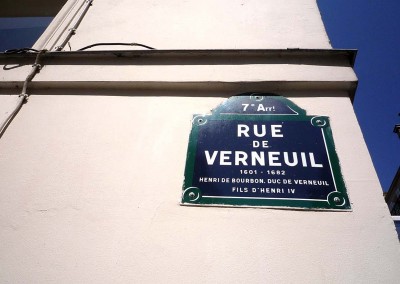 7e Arrt
RUE
DE
VERNEUIL
1601 - 1682
HENRI DE BOURBON, DUC DE VERNEUIL
FILS D'HENRI IV